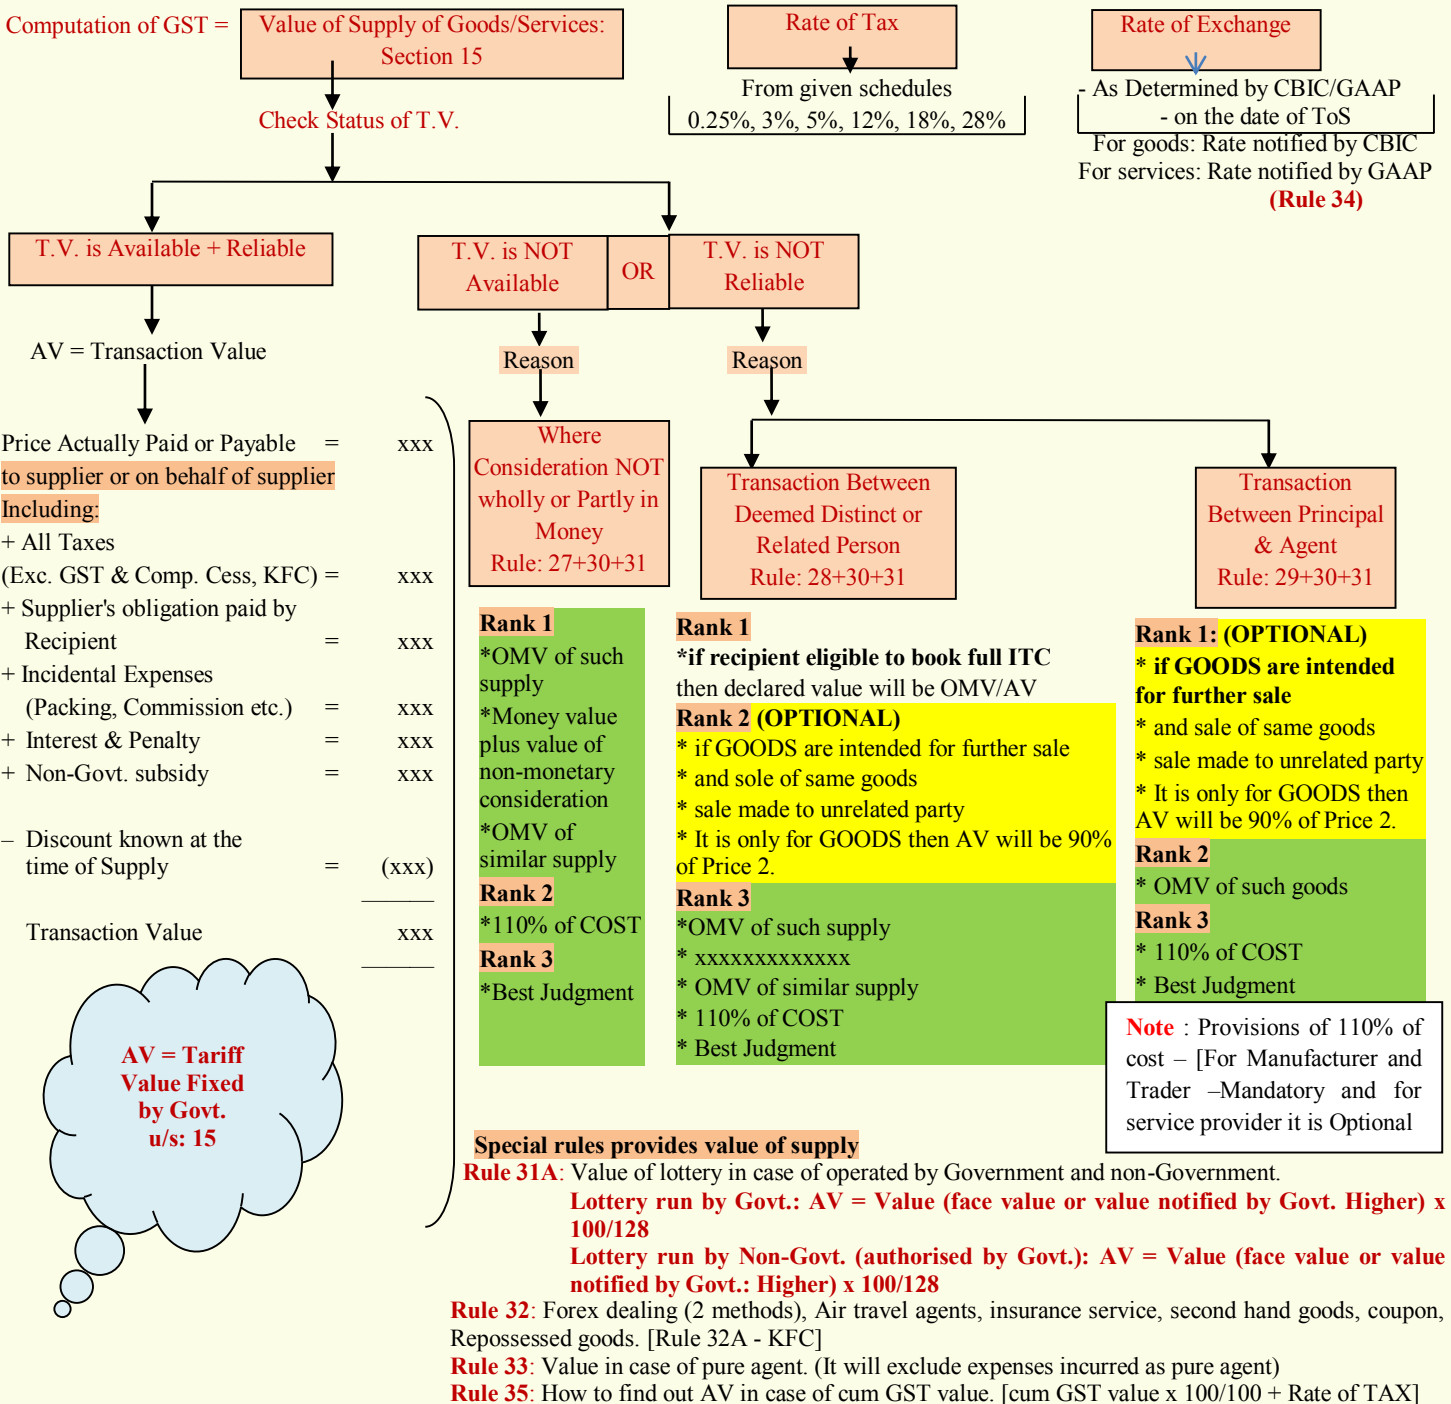 Computation of GST =
Value of Supply of Goods/Services:
Section 15
Rate of Tax
Rate of Exchange
From given schedules
0.25%, 3%, 5%, 12%, 18%, 28%
- As Determined by CBIC/GAAP
- on the date of ToS
For goods: Rate notified by CBIC
For services: Rate notified by GAAP
(Rule 34)
Check Status of T.V.
T.V. is Available + Reliable
T.V. is NOT
Available
OR
T.V. is NOT
Reliable
AV = Transaction Value
Reason
Reason
Price Actually Paid or Payable = xxx
to supplier or on behalf of supplier
Including:
+ All Taxes
(Exc. GST & Comp. Cess, KFC) = xxx
+ Supplier's obligation paid by
Recipient = xxx
+ Incidental Expenses
(Packing, Commission etc.) = xxx
+ Interest & Penalty = xxx
+ Non-Govt. subsidy = xxx
– Discount known at the
time of Supply = (xxx)
Transaction Value xxx
AV = Tariff
Value Fixed
by Govt.
u/s: 15
Where
Consideration NOT
wholly or Partly in
Money
Rule: 27+30+31
Rank 1
*OMV of such
supply
*Money value
plus value of
non-monetary
consideration
*OMV of
similar supply
Rank 2
*110% of COST
Rank 3
*Best Judgment
Transaction Between
Deemed Distinct or
Related Person
Rule: 28+30+31
Rank 1
*if recipient eligible to book full ITC
then declared value will be OMV/AV
Rank 2 (OPTIONAL)
* if GOODS are intended for further sale
* and sole of same goods
* sale made to unrelated party
* It is only for GOODS then AV will be 90%
of Price 2.
Rank 3
*OMV of such supply
* xxxxxxxxxxxxx
* OMV of similar supply
* 110% of COST
* Best Judgment
Transaction
Between Principal
& Agent
Rule: 29+30+31
Rank 1: (OPTIONAL)
* if GOODS are intended
for further sale
* and sale of same goods
* sale made to unrelated party
* It is only for GOODS then
AV will be 90% of Price 2.
Rank 2
* OMV of such goods
Rank 3
* 110% of COST
* Best Judgment
Note : Provisions of 110% of
cost – [For Manufacturer and
Trader –Mandatory and for
service provider it is Optional
Special rules provides value of supply
Rule 31A: Value of lottery in case of operated by Government and non-Government.
Lottery run by Govt.: AV = Value (face value or value notified by Govt. Higher) x
100/128
Lottery run by Non-Govt. (authorised by Govt.): AV = Value (face value or value
notified by Govt.: Higher) x 100/128
Rule 32: Forex dealing (2 methods), Air travel agents, insurance service, second hand goods, coupon,
Repossessed goods. [Rule 32A - KFC]
Rule 33: Value in case of pure agent. (It will exclude expenses incurred as pure agent)
Rule 35: How to find out AV in case of cum GST value. [cum GST value x 100/100 + Rate of TAX]